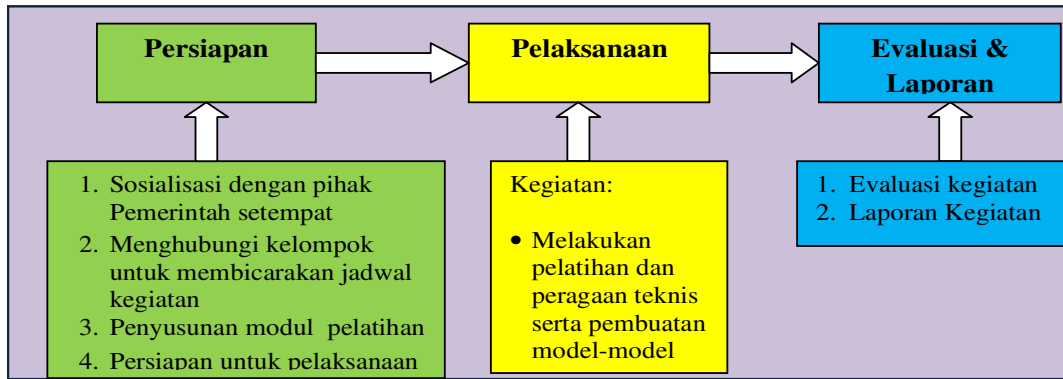 Persiapan
Pelaksanaan
Evaluasi &
Laporan
1. Sosialisasi dengan pihak
Pemerintah setempat
2. Menghubungi kelompok
untuk membicarakan jadwal
kegiatan
3. Penyusunan modul pelatihan
4. Persiapan untuk pelaksanaan
Kegiatan:
• Melakukan
pelatihan dan
peragaan teknis
serta pembuatan
model-model
1. Evaluasi kegiatan
2. Laporan Kegiatan